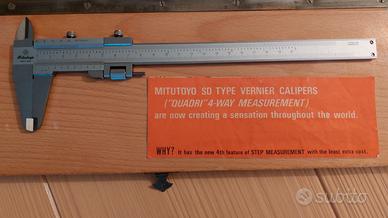 Mitutoyo
MITUTOYO SD TYPE VERNIER CALIPERS
("QUADRI" 4-WAY MEASUREMENT)
are now creating a sensation throughout the world.
WHY? It has the new 4th feature of STEP MEASUREMENT with the least extra cost.
subito